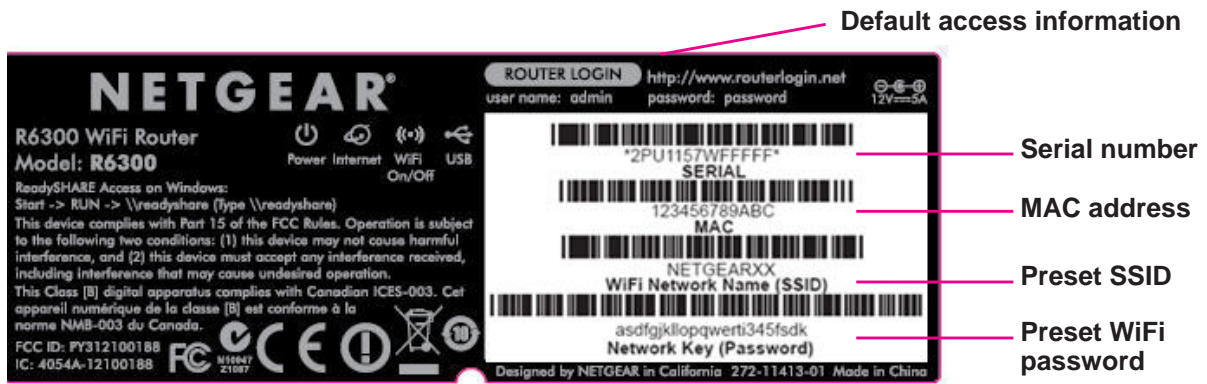 Default access information
NETGEAR®
ROUTER LOGIN http://www.routerlogin.net
user name: admin password: password
12V 5A
R6300 WiFi Router
Model: R6300
Power Internet WiFi On/Off USB
ReadySHARE Access on Windows:
Start -> RUN -> \\readyshare (Type \\readyshare)
This device complies with Part 15 of the FCC Rules. Operation is subject
to the following two conditions: (1) this device may not cause harmful
interference, and (2) this device must accept any interference received,
including interference that may cause undesired operation.
This Class [B] digital apparatus complies with Canadian ICES-003. Cet
appareil numérique de la classe [B] est conforme à la
norme NMB-003 du Canada.
FCC ID: PY312100188
IC: 4054A-12100188
FC
N10947
Z1087
CE
10
*2PU1157WFFFFF*
SERIAL
Serial number
123456789ABC
MAC
MAC address
NETGEARXX
WiFi Network Name (SSID)
Preset SSID
asdfgjkllopqwerti345fsdk
Network Key (Password)
Preset WiFi
password
Designed by NETGEAR in California 272-11413-01 Made in China